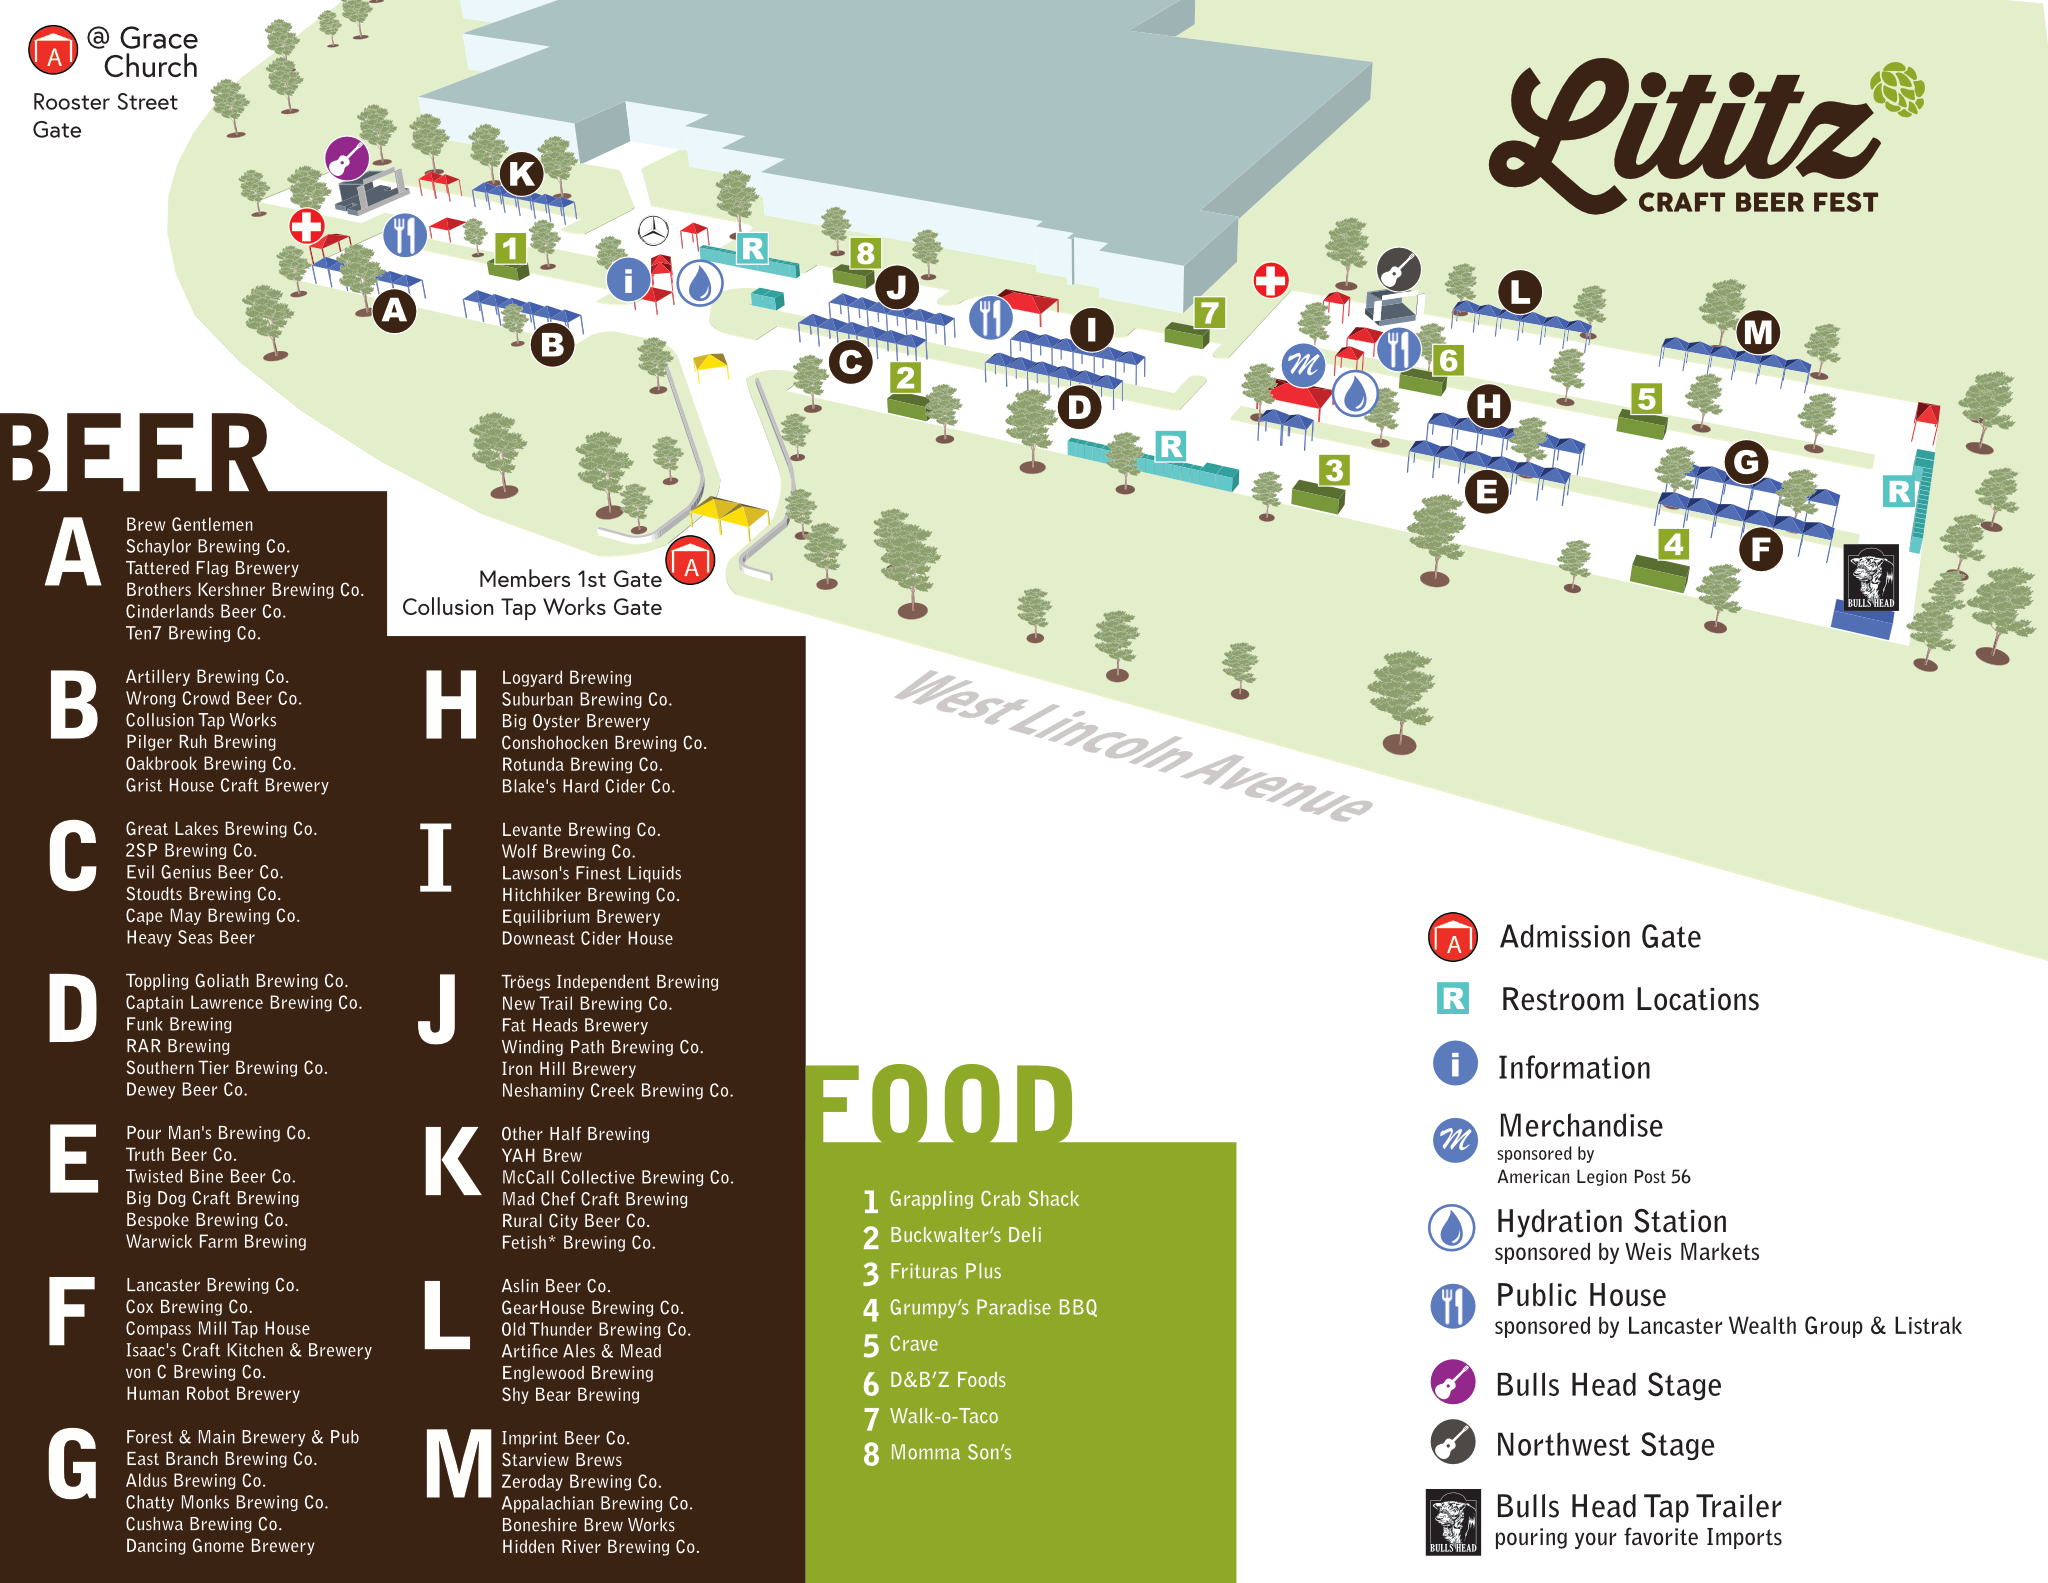 A
@ Grace
Church
Rooster Street
Gate
Lititz
CRAFT BEER FEST
K
1
R
8
i
A
B
J
C
2
I
D
7
L
M
M
6
H
5
G
R
3
E
R
4
F
BULLS HEAD
A
Members 1st Gate
Collusion Tap Works Gate
West Lincoln Avenue
BEER
A
Brew Gentlemen
Schaylor Brewing Co.
Tattered Flag Brewery
Brothers Kershner Brewing Co.
Cinderlands Beer Co.
Ten7 Brewing Co.
B
Artillery Brewing Co.
Wrong Crowd Beer Co.
Collusion Tap Works
Pilger Ruh Brewing
Oakbrook Brewing Co.
Grist House Craft Brewery
C
Great Lakes Brewing Co.
2SP Brewing Co.
Evil Genius Beer Co.
Stoudts Brewing Co.
Cape May Brewing Co.
Heavy Seas Beer
D
Toppling Goliath Brewing Co.
Captain Lawrence Brewing Co.
Funk Brewing
RAR Brewing
Southern Tier Brewing Co.
Dewey Beer Co.
E
Pour Man's Brewing Co.
Truth Beer Co.
Twisted Bine Beer Co.
Big Dog Craft Brewing
Bespoke Brewing Co.
Warwick Farm Brewing
F
Lancaster Brewing Co.
Cox Brewing Co.
Compass Mill Tap House
Isaac's Craft Kitchen & Brewery
von C Brewing Co.
Human Robot Brewery
G
Forest & Main Brewery & Pub
East Branch Brewing Co.
Aldus Brewing Co.
Chatty Monks Brewing Co.
Cushwa Brewing Co.
Dancing Gnome Brewery
H
Logyard Brewing
Suburban Brewing Co.
Big Oyster Brewery
Conshohocken Brewing Co.
Rotunda Brewing Co.
Blake's Hard Cider Co.
I
Levante Brewing Co.
Wolf Brewing Co.
Lawson's Finest Liquids
Hitchhiker Brewing Co.
Equilibrium Brewery
Downeast Cider House
J
Tröegs Independent Brewing
New Trail Brewing Co.
Fat Heads Brewery
Winding Path Brewing Co.
Iron Hill Brewery
Neshaminy Creek Brewing Co.
K
Other Half Brewing
YAH Brew
McCall Collective Brewing Co.
Mad Chef Craft Brewing
Rural City Beer Co.
Fetish* Brewing Co.
L
Aslin Beer Co.
GearHouse Brewing Co.
Old Thunder Brewing Co.
Artifice Ales & Mead
Englewood Brewing
Shy Bear Brewing
M
Imprint Beer Co.
Starview Brews
Zeroday Brewing Co.
Appalachian Brewing Co.
Boneshire Brew Works
Hidden River Brewing Co.
FOOD
1 Grappling Crab Shack
2 Buckwalter’s Deli
3 Frituras Plus
4 Grumpy’s Paradise BBQ
5 Crave
6 D&B’Z Foods
7 Walk-o-Taco
8 Momma Son’s
A Admission Gate
R Restroom Locations
i Information
M Merchandise
sponsored by
American Legion Post 56
Hydration Station
sponsored by Weis Markets
Public House
sponsored by Lancaster Wealth Group & Listrak
Bulls Head Stage
Northwest Stage
BULLS HEAD
Bulls Head Tap Trailer
pouring your favorite Imports